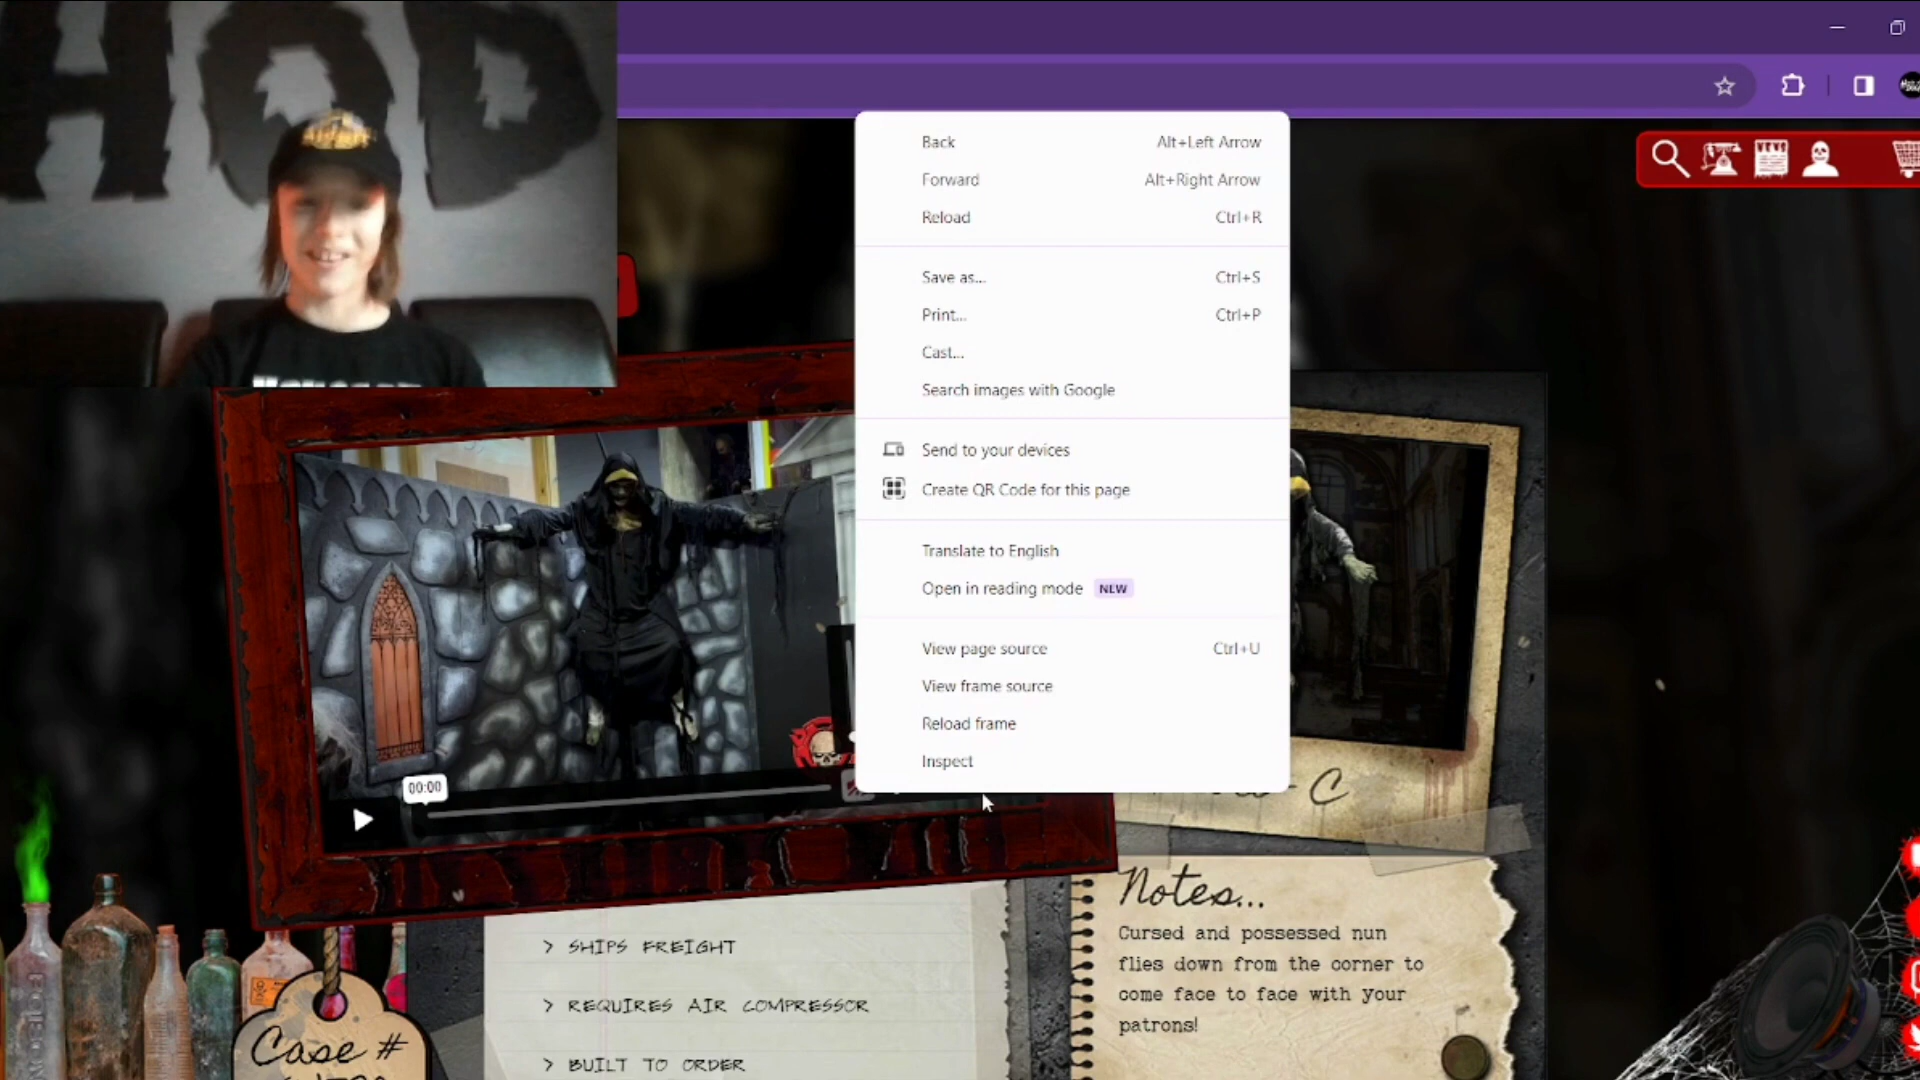 HOD
Back Alt+Left Arrow
Forward Alt+Right Arrow
Reload Ctrl+R
Save as... Ctrl+S
Print... Ctrl+P
Cast...
Search images with Google
Send to your devices
Create QR Code for this page
Translate to English
Open in reading mode NEW
View page source Ctrl+U
View frame source
Reload frame
Inspect
00:00
C
Notes...
Cursed and possessed nun
flies down from the corner to
come face to face with your
patrons!
> SHIPS FREIGHT
> REQUIRES AIR COMPRESSOR
> BUILT TO ORDER
POISON
Case #